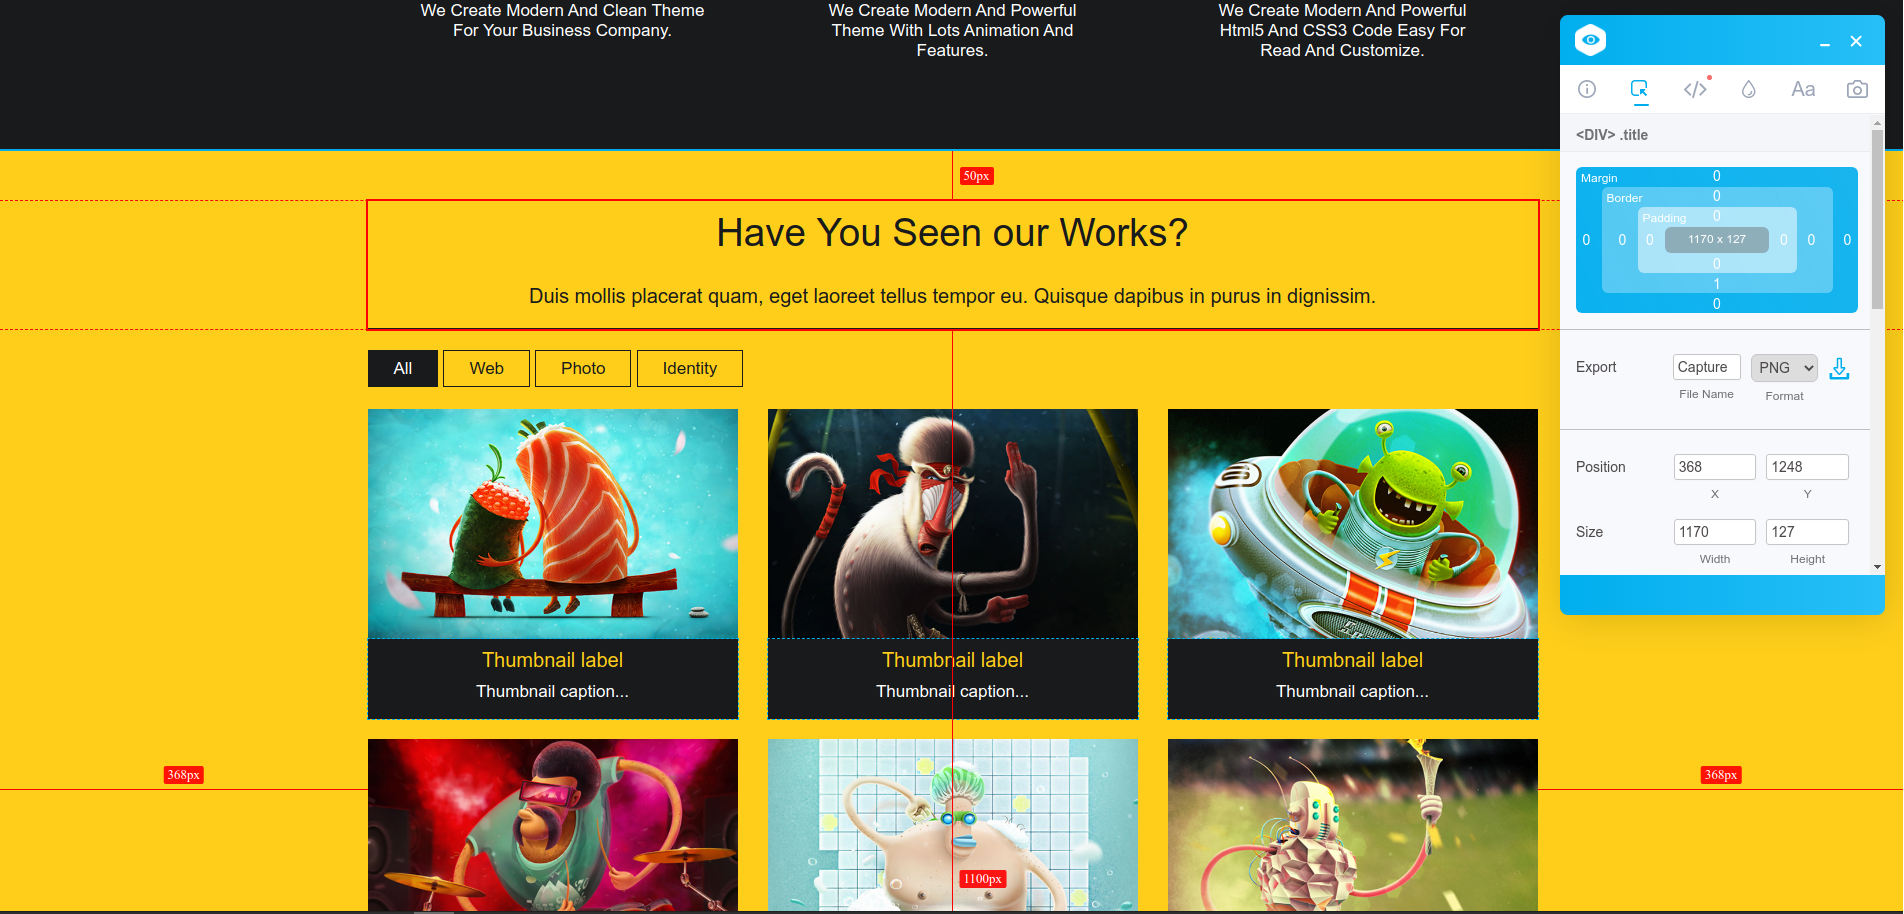 We Create Modern And Clean Theme
For Your Business Company.
We Create Modern And Powerful
Theme With Lots Animation And
Features.
We Create Modern And Powerful
Html5 And CSS3 Code Easy For
Read And Customize.
50px
Have You Seen our Works?
Duis mollis placerat quam, eget laoreet tellus tempor eu. Quisque dapibus in purus in dignissim.
All Web Photo Identity
Thumbnail label
Thumbnail caption...
Thumbnail label
Thumbnail caption...
Thumbnail label
Thumbnail caption...
368px
368px
1100px
Aa
<DIV> .title
Margin 0
Border 0
Padding 0
0 0 0 1170 x 127 0 0 0
0
1
0
Export Capture PNG
File Name Format
Position 368 1248
X Y
Size 1170 127
Width Height